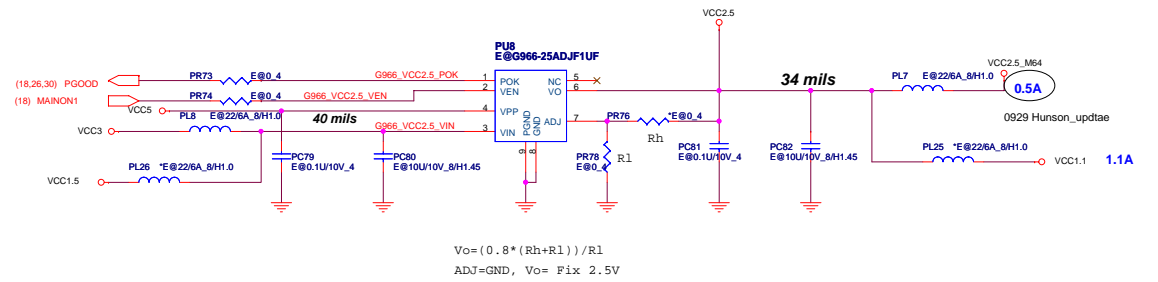 VCC2.5
PU8
E@G966-25ADJF1UF
VCC2.5_M64
(18,26,30) PGOOD
PR73
E@0_4
G966_VCC2.5_POK
1
POK
NC
5
34 mils
PL7
E@22/6A_8/H1.0
0.5A
(18) MAINON1
PR74
E@0_4
G966_VCC2.5_VEN
2
VEN
VO
6
VCC5
4
VPP
PL8
E@22/6A_8/H1.0
40 mils
0929 Hunson_updtae
VCC3
G966_VCC2.5_VIN
3
VIN
PGND
GND
ADJ
7
PR76
*E@0_4
Rh
9
8
PC79
E@0.1U/10V_4
PC80
E@10U/10V_8/H1.45
PR78
E@0_4
Rl
PC81
E@0.1U/10V_4
PC82
E@10U/10V_8/H1.45
PL25
*E@22/6A_8/H1.0
VCC1.1
1.1A
PL26
*E@22/6A_8/H1.0
VCC1.5
Vo=(0.8*(Rh+Rl))/Rl
ADJ=GND, Vo= Fix 2.5V